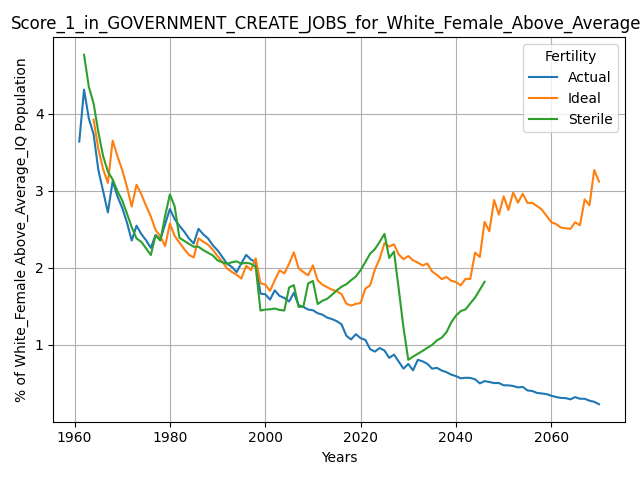 Score_1_in_GOVERNMENT_CREATE_JOBS_for_White_Female_Above_Average
% of White_Female Above_Average_IQ Population
4
3
2
1
Fertility
Actual
Ideal
Sterile
1960 1980 2000 2020 2040 2060
Years